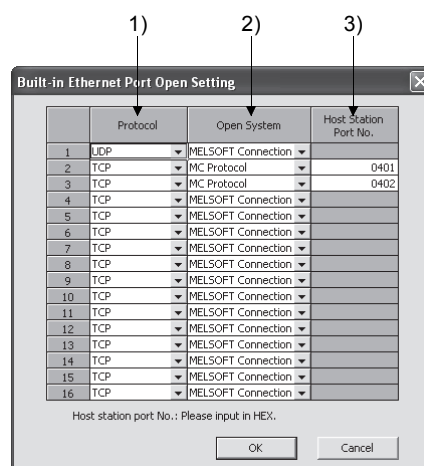 1) 2) 3)
Built-in Ethernet Port Open Setting
Protocol Open System Host Station Port No.
1 UDP MELSOFT Connection
2 TCP MC Protocol 0401
3 TCP MC Protocol 0402
4 TCP MELSOFT Connection
5 TCP MELSOFT Connection
6 TCP MELSOFT Connection
7 TCP MELSOFT Connection
8 TCP MELSOFT Connection
9 TCP MELSOFT Connection
10 TCP MELSOFT Connection
11 TCP MELSOFT Connection
12 TCP MELSOFT Connection
13 TCP MELSOFT Connection
14 TCP MELSOFT Connection
15 TCP MELSOFT Connection
16 TCP MELSOFT Connection
Host station port No.: Please input in HEX.
OK Cancel